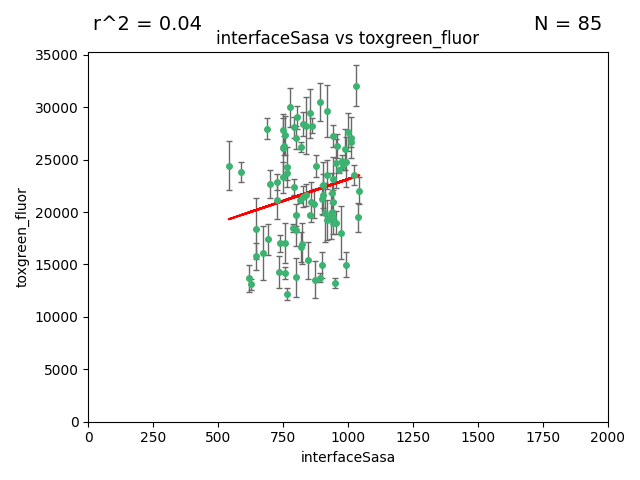 r^2 = 0.04
N = 85
interfaceSasa vs toxgreen_fluor
35000
30000
25000
20000
15000
10000
5000
0
toxgreen_fluor
0 250 500 750 1000 1250 1500 1750 2000
interfaceSasa